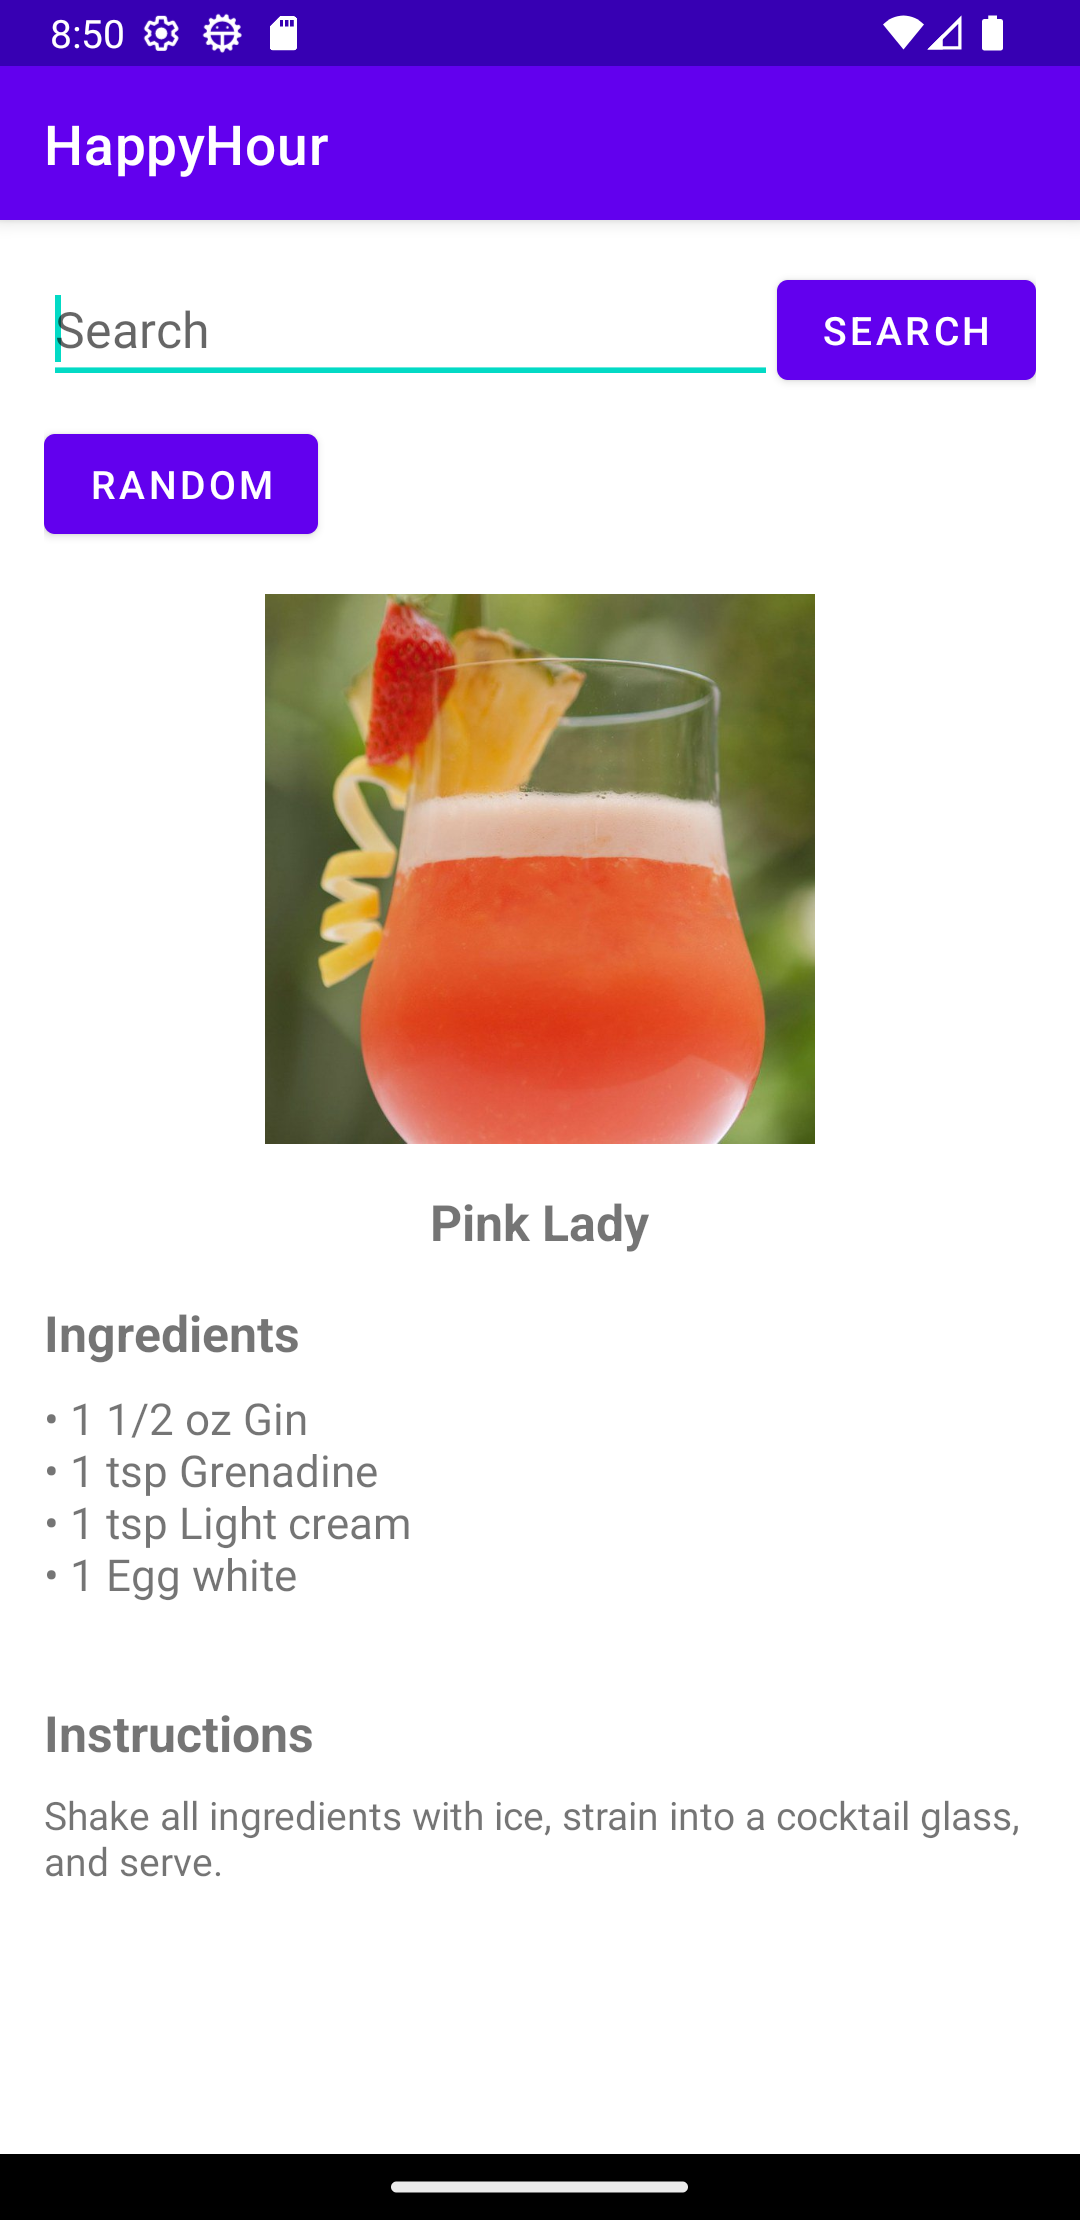 8:50
HappyHour
Search
SEARCH
RANDOM
Pink Lady
Ingredients
• 1 1/2 oz Gin
• 1 tsp Grenadine
• 1 tsp Light cream
• 1 Egg white
Instructions
Shake all ingredients with ice, strain into a cocktail glass,
and serve.